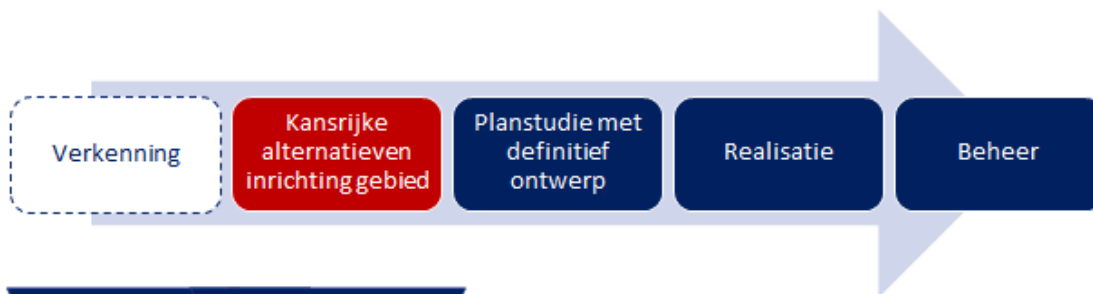 Verkenning
Kansrijke
alternatieven
inrichting gebied
Planstudie met
definitief
ontwerp
Realisatie
Beheer